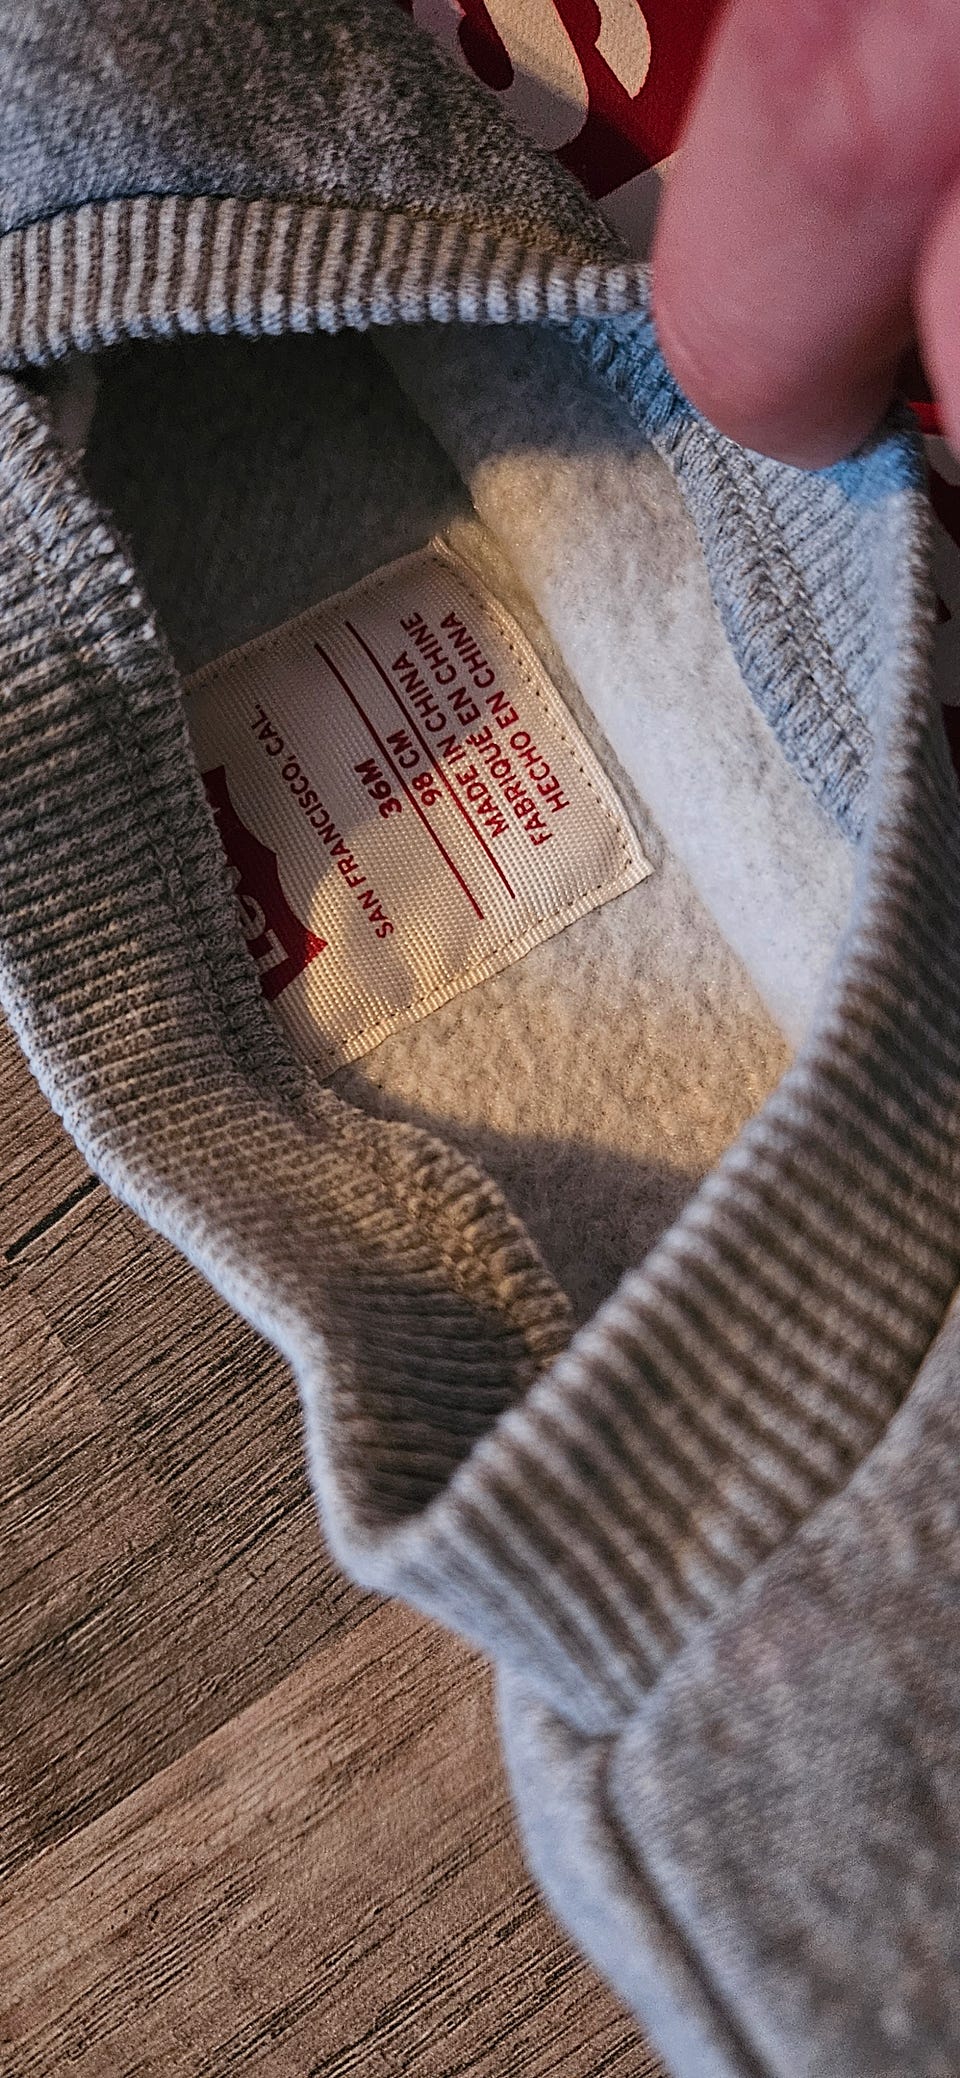 SAN FRANCISCO, CAL.
36M
98 CM
MADE IN CHINA
FABRIQUÉ EN CHINE
HECHO EN CHINA